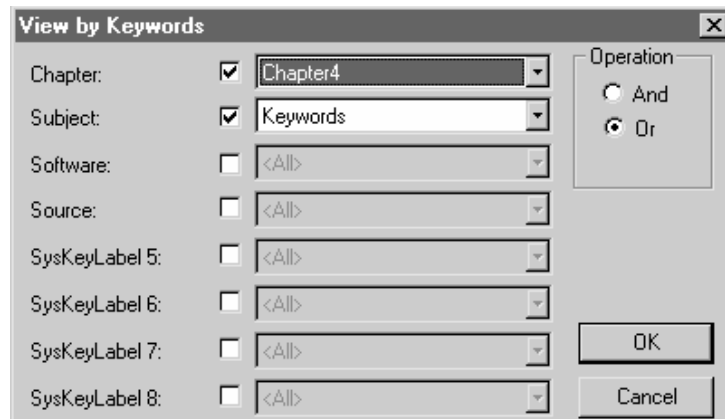 View by Keywords
Chapter: Chapter4
Subject: Keywords
Software: <All>
Source: <All>
SysKeyLabel 5: <All>
SysKeyLabel 6: <All>
SysKeyLabel 7: <All>
SysKeyLabel 8: <All>
Operation
And
Or
OK
Cancel